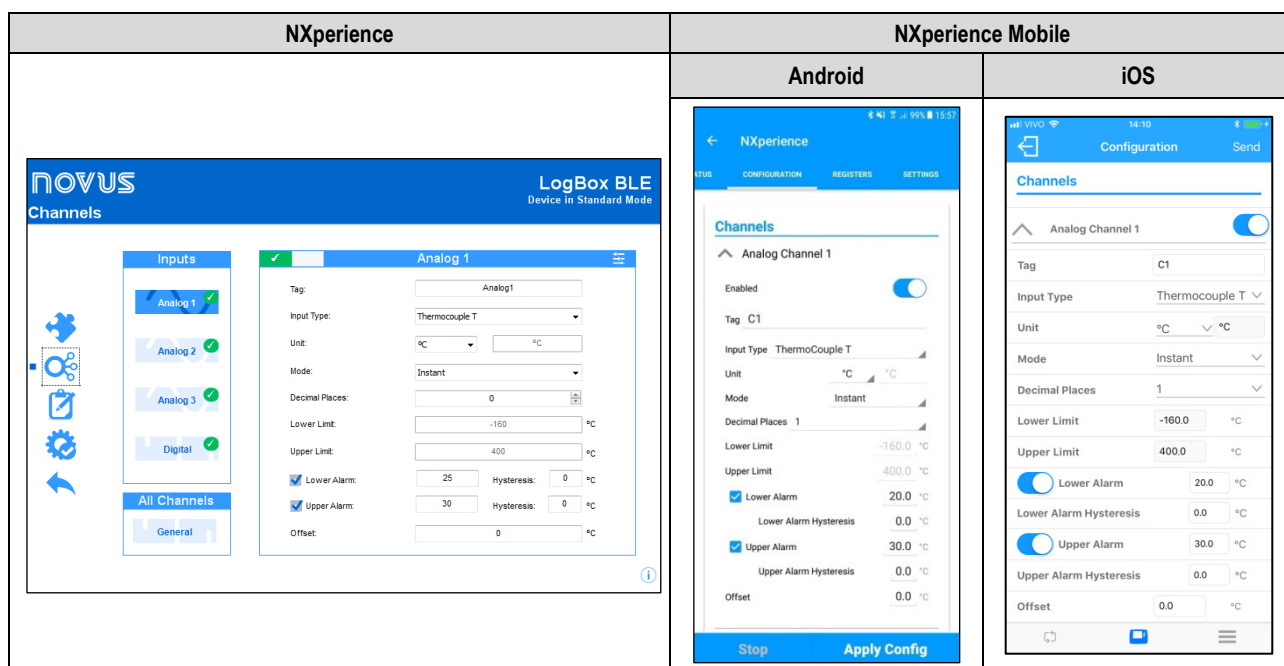 NXperience
NXperience Mobile
Android
iOS
novus
Channels
LogBox BLE
Device in Standard Mode
Inputs
Analog 1
Analog 2
Analog 3
Digital
All Channels
General
Analog 1
Tag: Analog1
Input Type: Thermocouple T
Unit: ºC ºC
Mode: Instant
Decimal Places: 0
Lower Limit: -160 ºC
Upper Limit: 400 ºC
Lower Alarm: 25 Hysteresis: 0 ºC
Upper Alarm: 30 Hysteresis: 0 ºC
Offset: 0 ºC
99% 15:57
NXperience
ATUS CONFIGURATION REGISTERS SETTINGS
Channels
Analog Channel 1
Enabled
Tag C1
Input Type ThermoCouple T
Unit °C °C
Mode Instant
Decimal Places 1
Lower Limit -160.0 °C
Upper Limit 400.0 °C
Lower Alarm 20.0 °C
Lower Alarm Hysteresis 0.0 °C
Upper Alarm 30.0 °C
Upper Alarm Hysteresis 0.0 °C
Offset 0.0 °C
Stop Apply Config
VIVO 14:10
Configuration Send
Channels
Analog Channel 1
Tag C1
Input Type Thermocouple T
Unit °C °C
Mode Instant
Decimal Places 1
Lower Limit -160.0 °C
Upper Limit 400.0 °C
Lower Alarm 20.0 °C
Lower Alarm Hysteresis 0.0 °C
Upper Alarm 30.0 °C
Upper Alarm Hysteresis 0.0 °C
Offset 0.0 °C